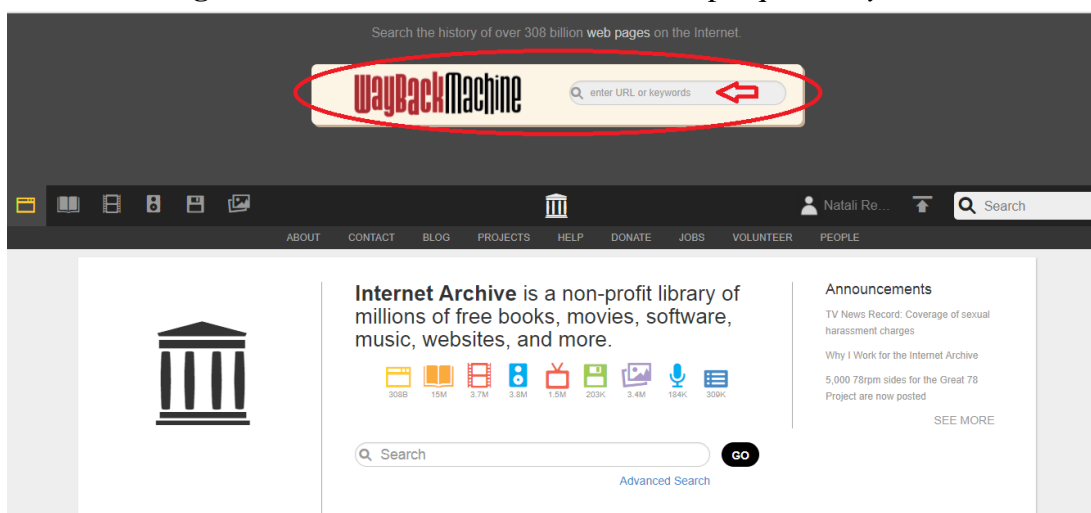 Search the history of over 308 billion web pages on the Internet.
WayBackMachine
enter URL or keywords
Natali Re...
Search
ABOUT CONTACT BLOG PROJECTS HELP DONATE JOBS VOLUNTEER PEOPLE
Internet Archive is a non-profit library of
millions of free books, movies, software,
music, websites, and more.
308B 15M 3.7M 3.8M 1.5M 203K 3.4M 184K 309K
Search
GO
Advanced Search
Announcements
TV News Record: Coverage of sexual
harassment charges
Why I Work for the Internet Archive
5,000 78rpm sides for the Great 78
Project are now posted
SEE MORE